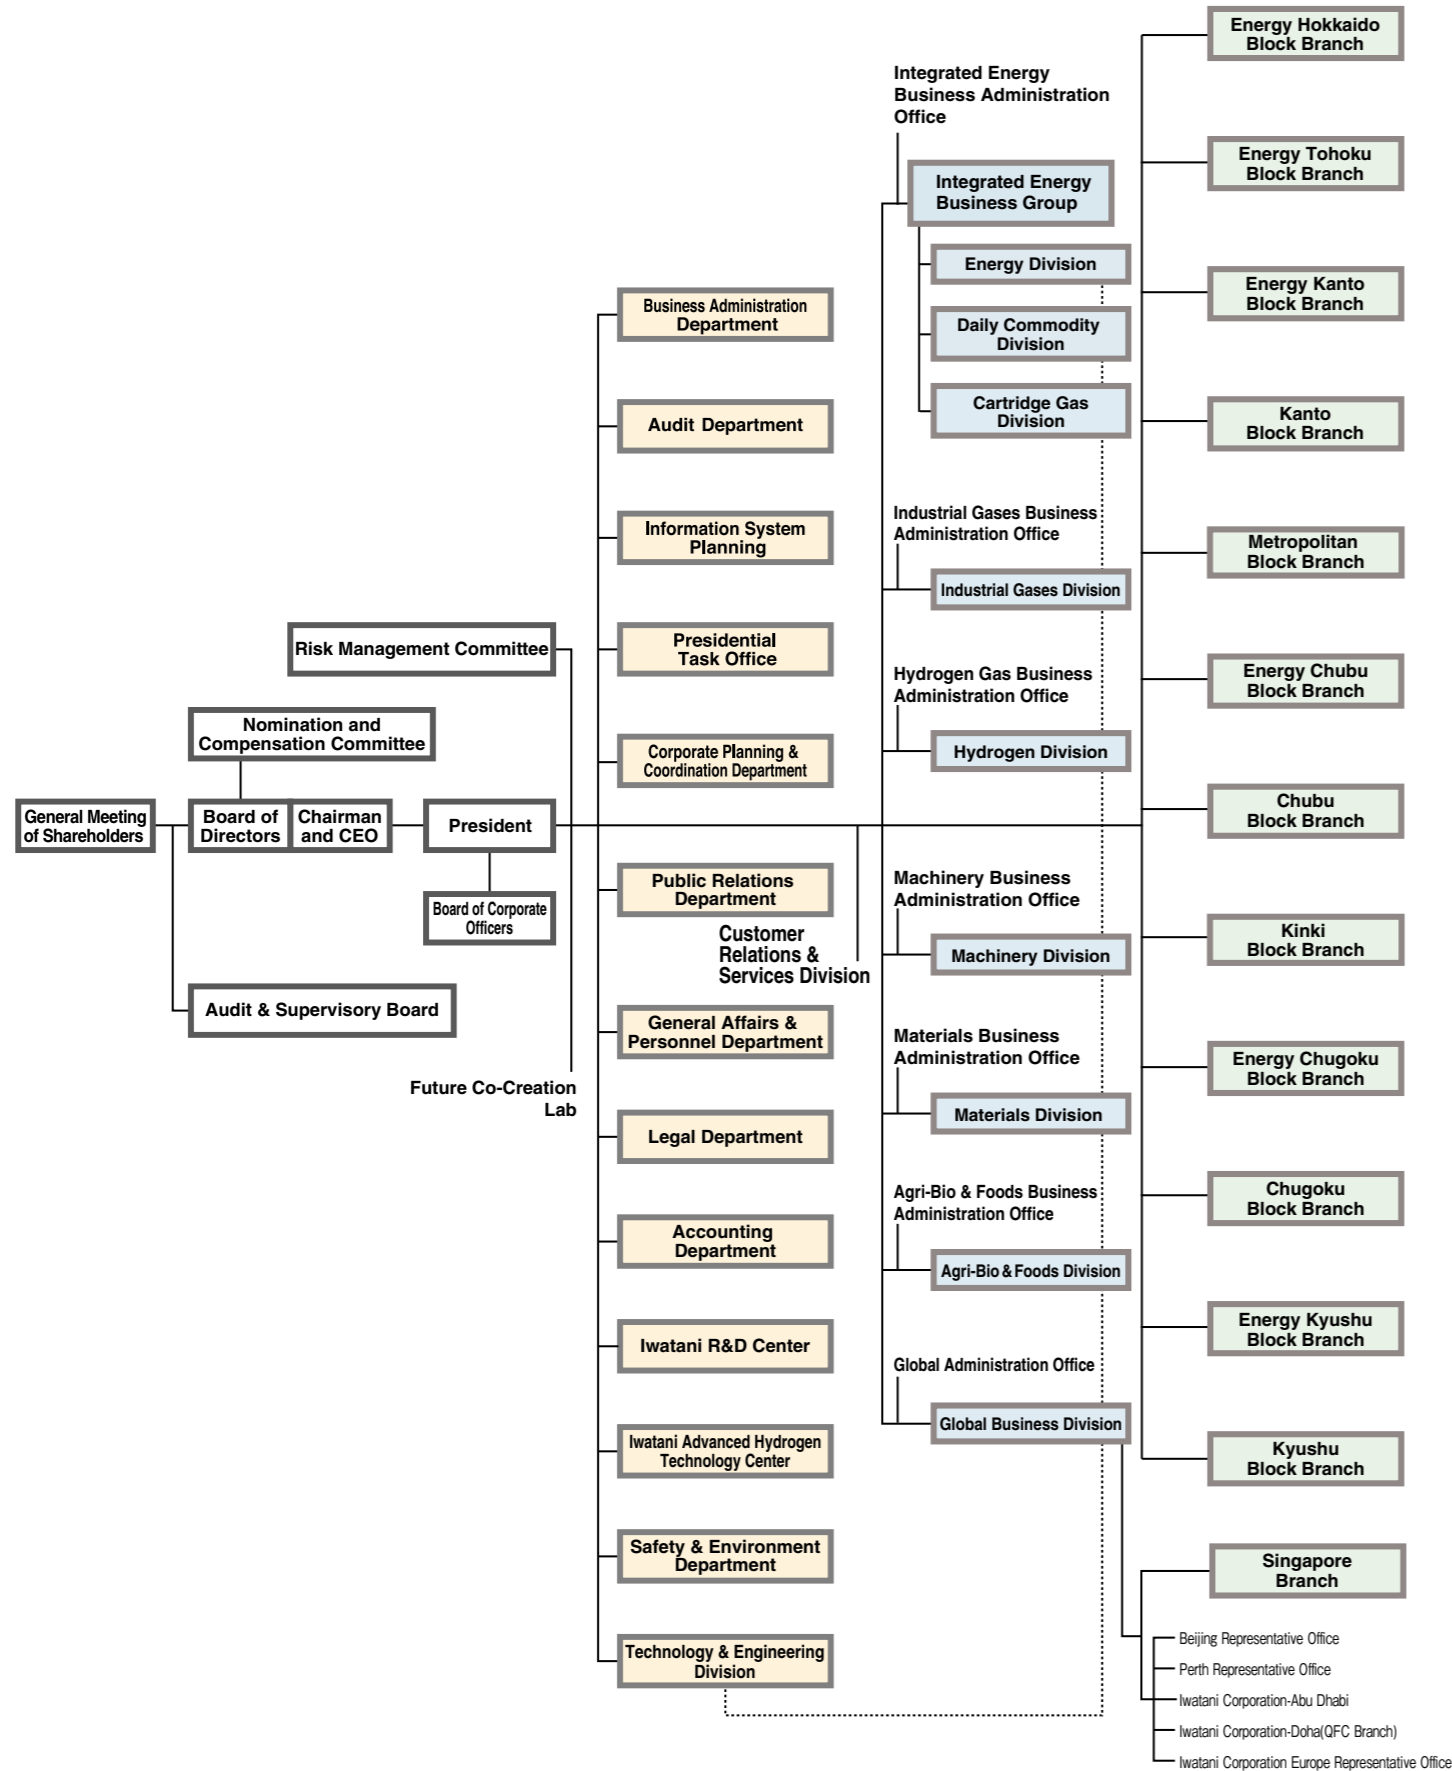 General Meeting
of Shareholders
Nomination and
Compensation Committee
Board of
Directors
Chairman
and CEO
Audit & Supervisory Board
Risk Management Committee
President
Board of Corporate
Officers
Future Co-Creation
Lab
Business Administration
Department
Audit Department
Information System
Planning
Presidential
Task Office
Corporate Planning &
Coordination Department
Public Relations
Department
General Affairs &
Personnel Department
Legal Department
Accounting
Department
Iwatani R&D Center
Iwatani Advanced Hydrogen
Technology Center
Safety & Environment
Department
Technology & Engineering
Division
Customer
Relations &
Services Division
Integrated Energy
Business Administration
Office
Integrated Energy
Business Group
Energy Division
Daily Commodity
Division
Cartridge Gas
Division
Industrial Gases Business
Administration Office
Industrial Gases Division
Hydrogen Gas Business
Administration Office
Hydrogen Division
Machinery Business
Administration Office
Machinery Division
Materials Business
Administration Office
Materials Division
Agri-Bio & Foods Business
Administration Office
Agri-Bio & Foods Division
Global Administration Office
Global Business Division
Energy Hokkaido
Block Branch
Energy Tohoku
Block Branch
Energy Kanto
Block Branch
Kanto
Block Branch
Metropolitan
Block Branch
Energy Chubu
Block Branch
Chubu
Block Branch
Kinki
Block Branch
Energy Chugoku
Block Branch
Chugoku
Block Branch
Energy Kyushu
Block Branch
Kyushu
Block Branch
Singapore
Branch
Beijing Representative Office
Perth Representative Office
Iwatani Corporation-Abu Dhabi
Iwatani Corporation-Doha(QFC Branch)
Iwatani Corporation Europe Representative Office